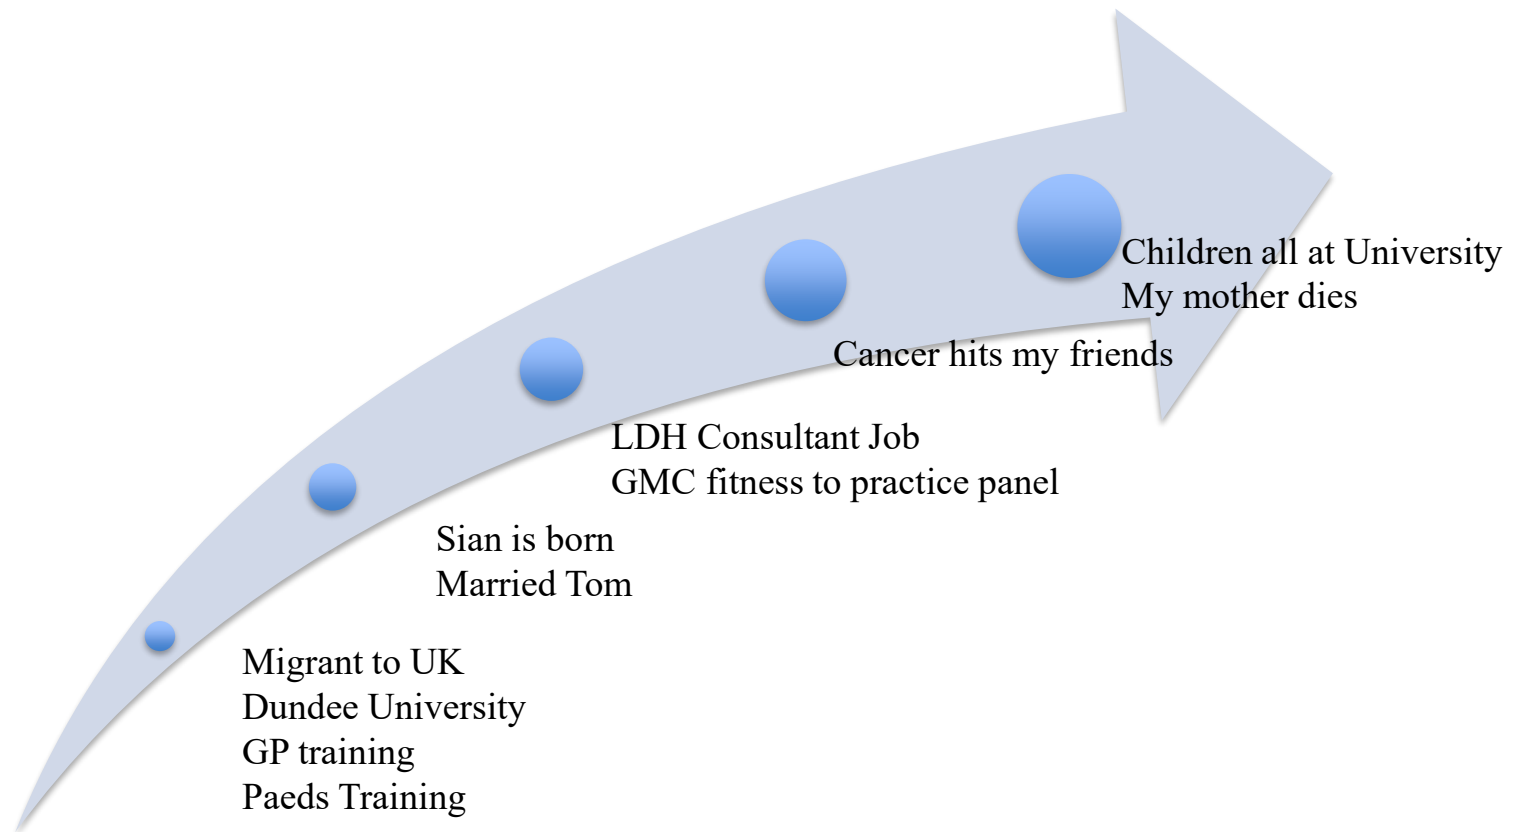 Children all at University
My mother dies
Cancer hits my friends
LDH Consultant Job
GMC fitness to practice panel
Sian is born
Married Tom
Migrant to UK
Dundee University
GP training
Paeds Training